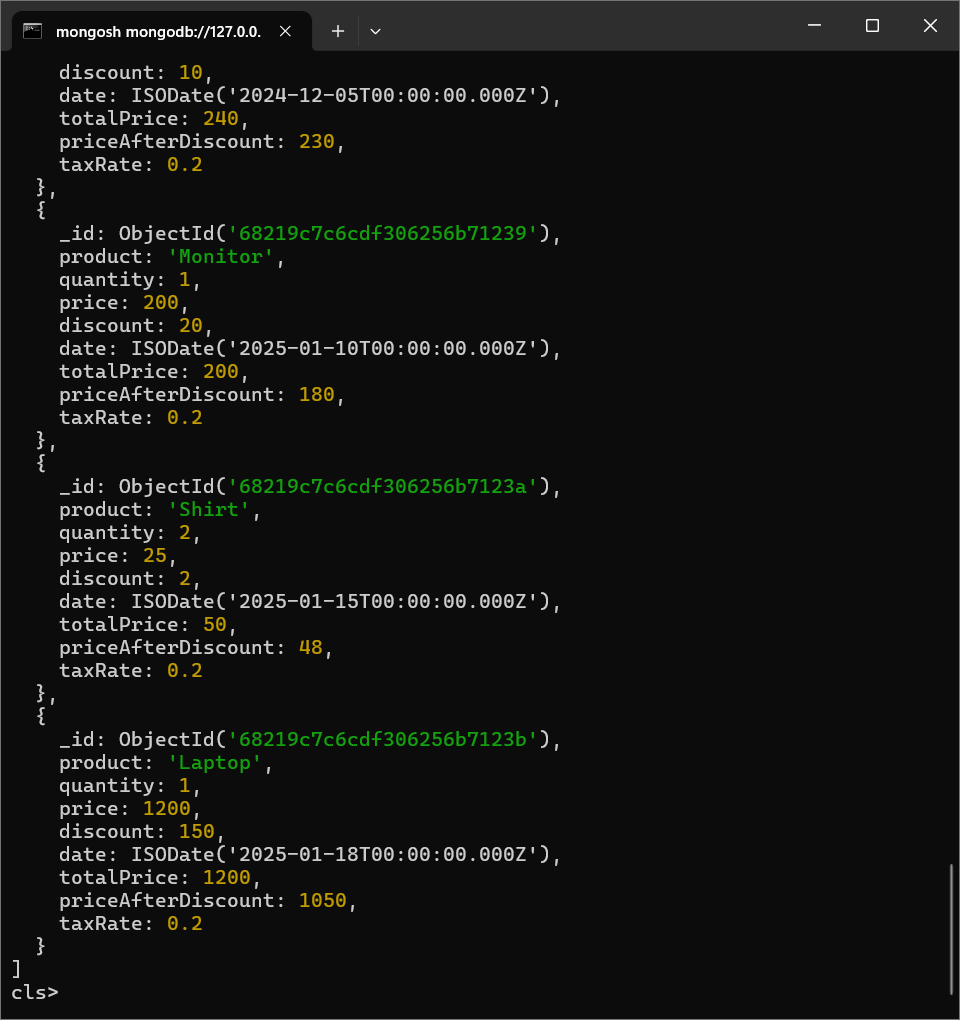 mongosh mongodb://127.0.0.
    discount: 10,
    date: ISODate('2024-12-05T00:00:00.000Z'),
    totalPrice: 240,
    priceAfterDiscount: 230,
    taxRate: 0.2
  },
  {
    _id: ObjectId('68219c7c6cdf306256b71239'),
    product: 'Monitor',
    quantity: 1,
    price: 200,
    discount: 20,
    date: ISODate('2025-01-10T00:00:00.000Z'),
    totalPrice: 200,
    priceAfterDiscount: 180,
    taxRate: 0.2
  },
  {
    _id: ObjectId('68219c7c6cdf306256b7123a'),
    product: 'Shirt',
    quantity: 2,
    price: 25,
    discount: 2,
    date: ISODate('2025-01-15T00:00:00.000Z'),
    totalPrice: 50,
    priceAfterDiscount: 48,
    taxRate: 0.2
  },
  {
    _id: ObjectId('68219c7c6cdf306256b7123b'),
    product: 'Laptop',
    quantity: 1,
    price: 1200,
    discount: 150,
    date: ISODate('2025-01-18T00:00:00.000Z'),
    totalPrice: 1200,
    priceAfterDiscount: 1050,
    taxRate: 0.2
  }
]
cls>